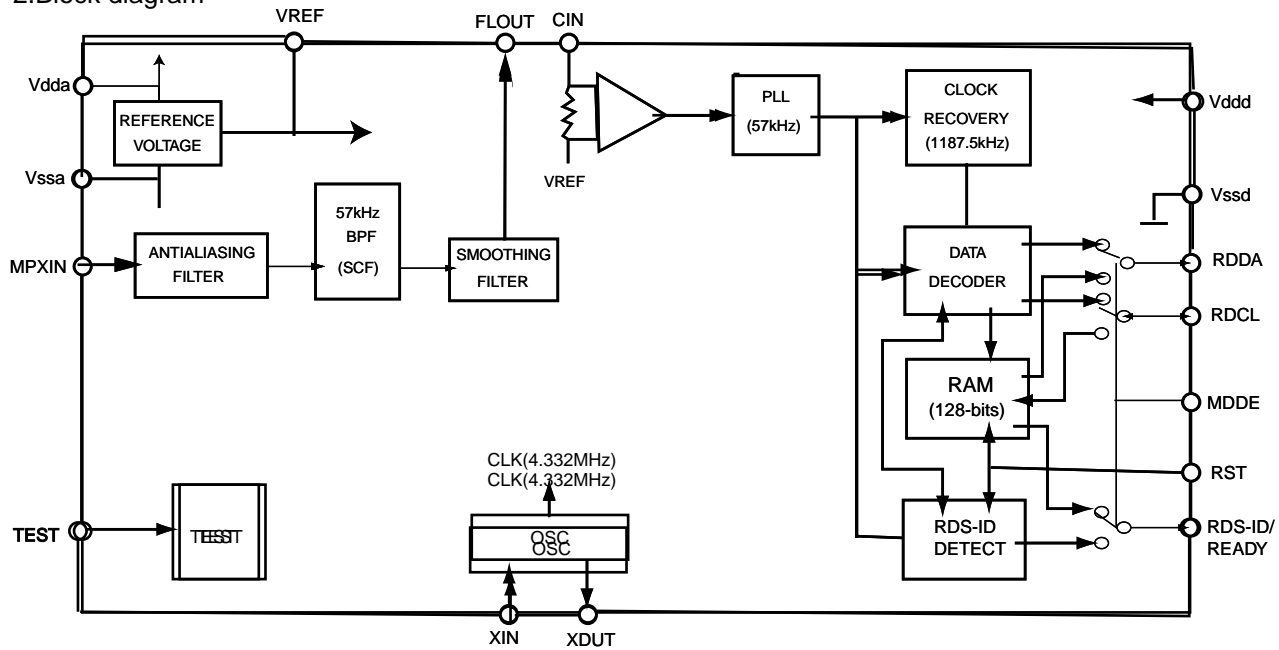 2.Block diagram
VREF
FLOUT
CIN
Vdda
REFERENCE
VOLTAGE
Vssa
VREF
PLL
(57kHz)
CLOCK
RECOVERY
(1187.5kHz)
Vddd
Vssd
MPXIN
ANTIALIASING
FILTER
57kHz
BPF
(SCF)
SMOOTHING
FILTER
DATA
DECODER
RDDA
RDCL
RAM
(128-bits)
MDDE
RST
CLK(4.332MHz)
CLK(4.332MHz)
TEST
TEST
OSC
OSC
RDS-ID
DETECT
RDS-ID/
READY
XIN
XDUT